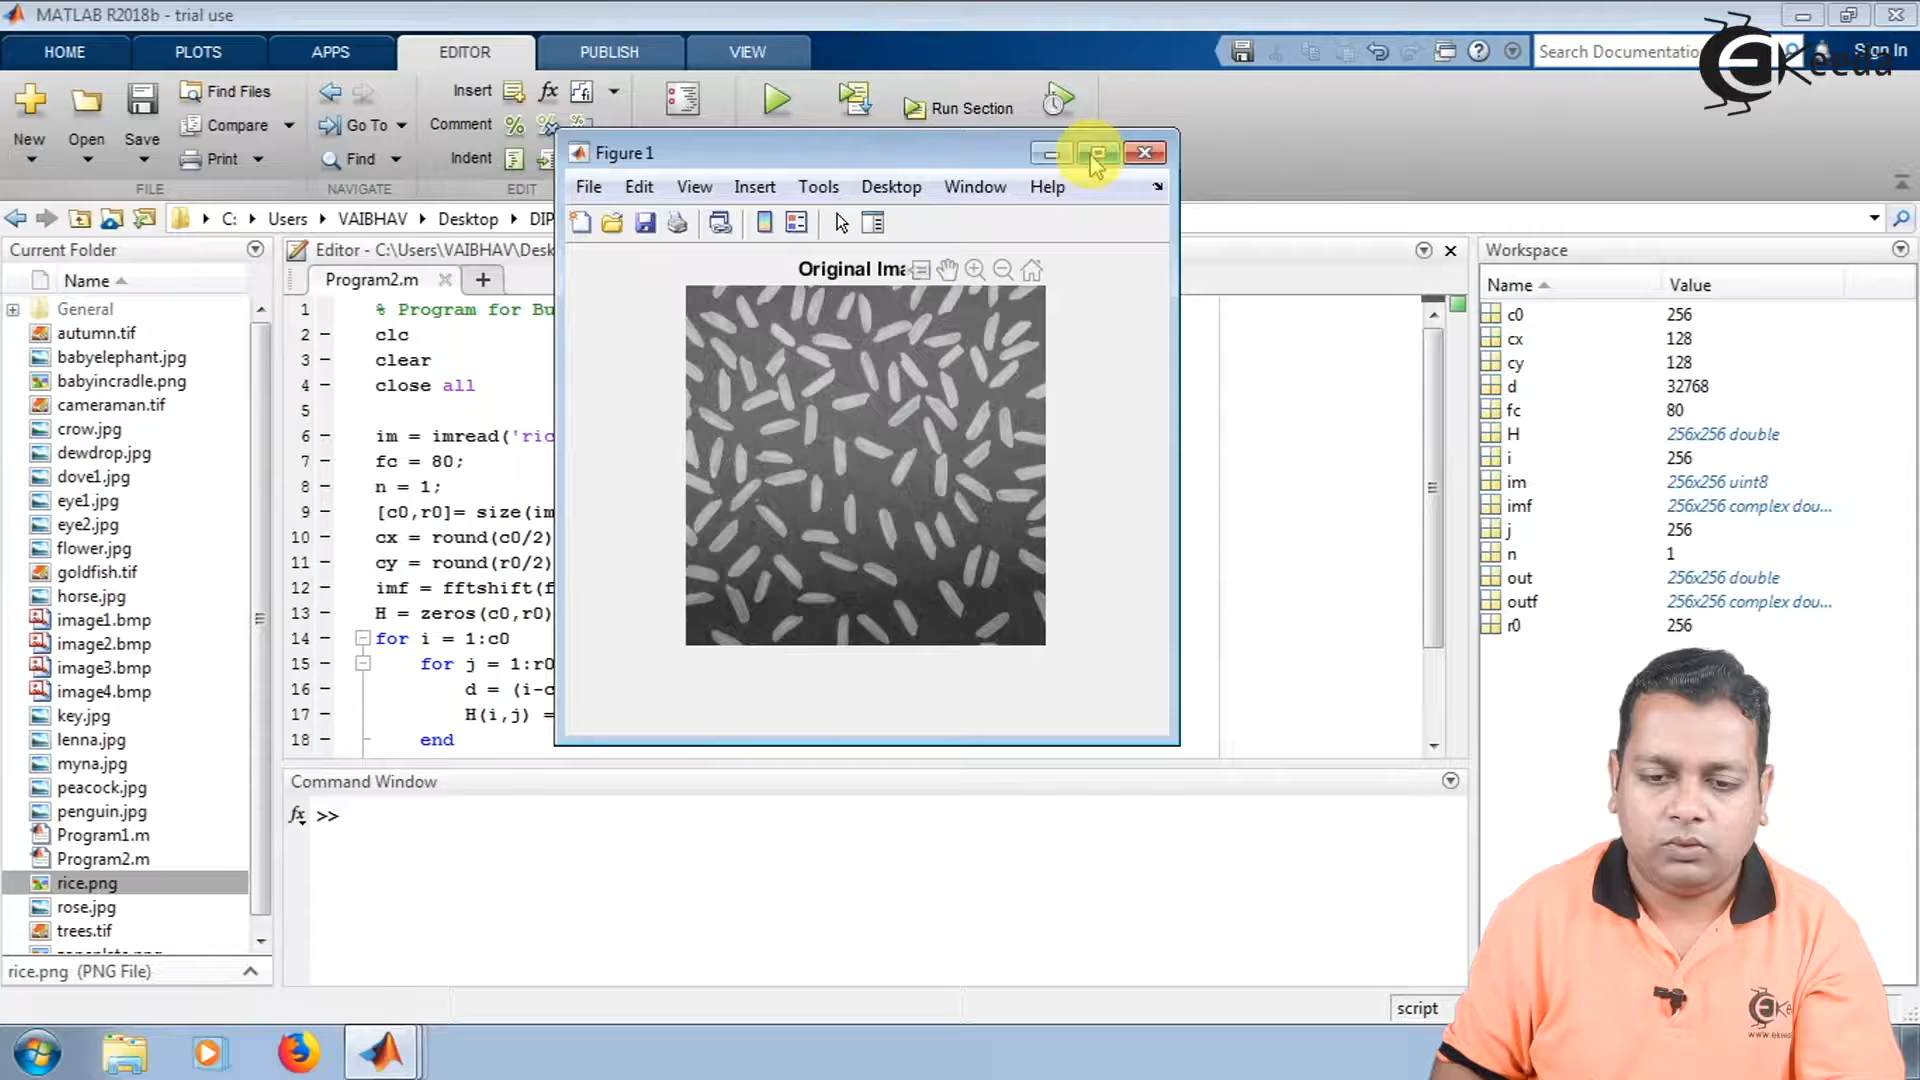 MATLAB R2018b - trial use
HOME
PLOTS
APPS
EDITOR
PUBLISH
VIEW
Search Documentation
Sign In
EKeeda
New
Open
Save
Find Files
Compare
Print
FILE
Go To
Find
NAVIGATE
Insert
fx
Comment
Indent
EDIT
Run Section
C:
Users
VAIBHAV
Desktop
DIP
Current Folder
Name
General
autumn.tif
babyelephant.jpg
babyincradle.png
cameraman.tif
crow.jpg
dewdrop.jpg
dove1.jpg
eye1.jpg
eye2.jpg
flower.jpg
goldfish.tif
horse.jpg
image1.bmp
image2.bmp
image3.bmp
image4.bmp
key.jpg
lenna.jpg
myna.jpg
peacock.jpg
penguin.jpg
Program1.m
Program2.m
rice.png
rose.jpg
trees.tif
rice.png (PNG File)
Editor - C:\Users\VAIBHAV\Desk
Program2.m
1 % Program for Bu
2 clc
3 clear
4 close all
5
6 im = imread('ric
7 fc = 80;
8 n = 1;
9 [c0,r0]= size(im
10 cx = round(c0/2)
11 cy = round(r0/2)
12 imf = fftshift(f
13 H = zeros(c0,r0)
14 for i = 1:c0
15 for j = 1:r0
16 d = (i-c
17 H(i,j) =
18 end
Figure 1
File Edit View Insert Tools Desktop Window Help
Original Ima
Command Window
fx >>
script
Workspace
Name Value
c0 256
cx 128
cy 128
d 32768
fc 80
H 256x256 double
i 256
im 256x256 uint8
imf 256x256 complex dou...
j 256
n 1
out 256x256 double
outf 256x256 complex dou...
r0 256